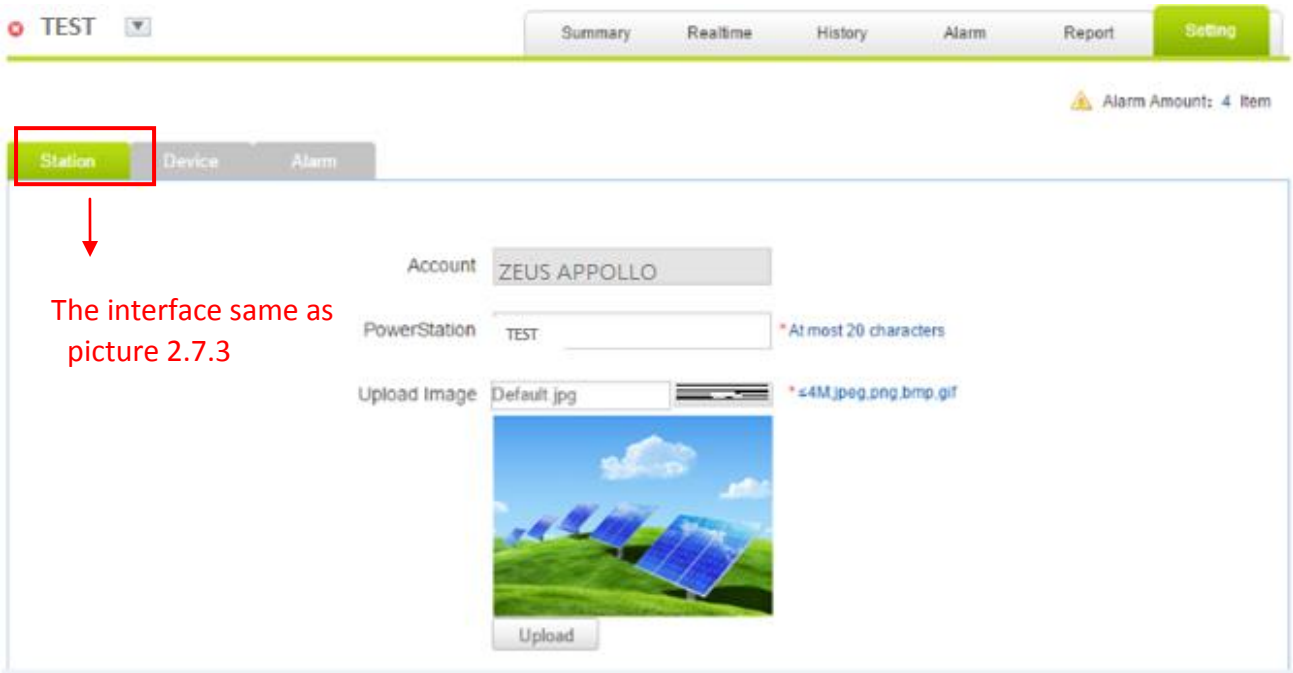 TEST
Summary Realtime History Alarm Report Setting
Alarm Amount: 4 Item
Station Device Alarm
Account ZEUS APPOLLO
The interface same as
picture 2.7.3
PowerStation TEST *At most 20 characters
Upload Image Default.jpg *≤4M,jpeg,png,bmp,gif
Upload